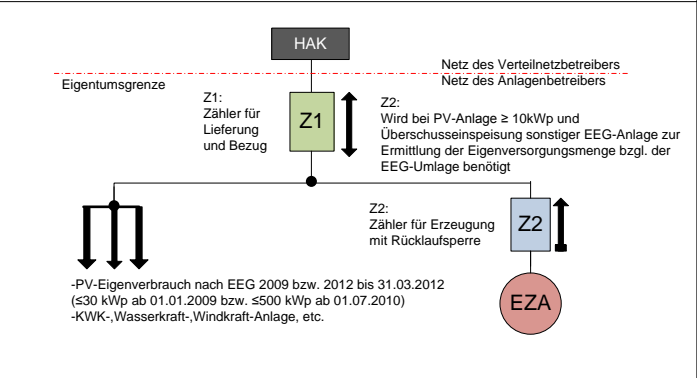 HAK
Netz des Verteilnetzbetreibers
Eigentumsgrenze
Netz des Anlagenbetreibers
Z1:
Zähler für
Lieferung
und Bezug
Z1
Z2:
Wird bei PV-Anlage ≥ 10kWp und
Überschusseinspeisung sonstiger EEG-Anlage zur
Ermittlung der Eigenversorgungsmenge bzgl. der
EEG-Umlage benötigt
Z2:
Zähler für Erzeugung
mit Rücklaufsperre
Z2
-PV-Eigenverbrauch nach EEG 2009 bzw. 2012 bis 31.03.2012
(≤30 kWp ab 01.01.2009 bzw. ≤500 kWp ab 01.07.2010)
-KWK-,Wasserkraft-,Windkraft-Anlage, etc.
EZA